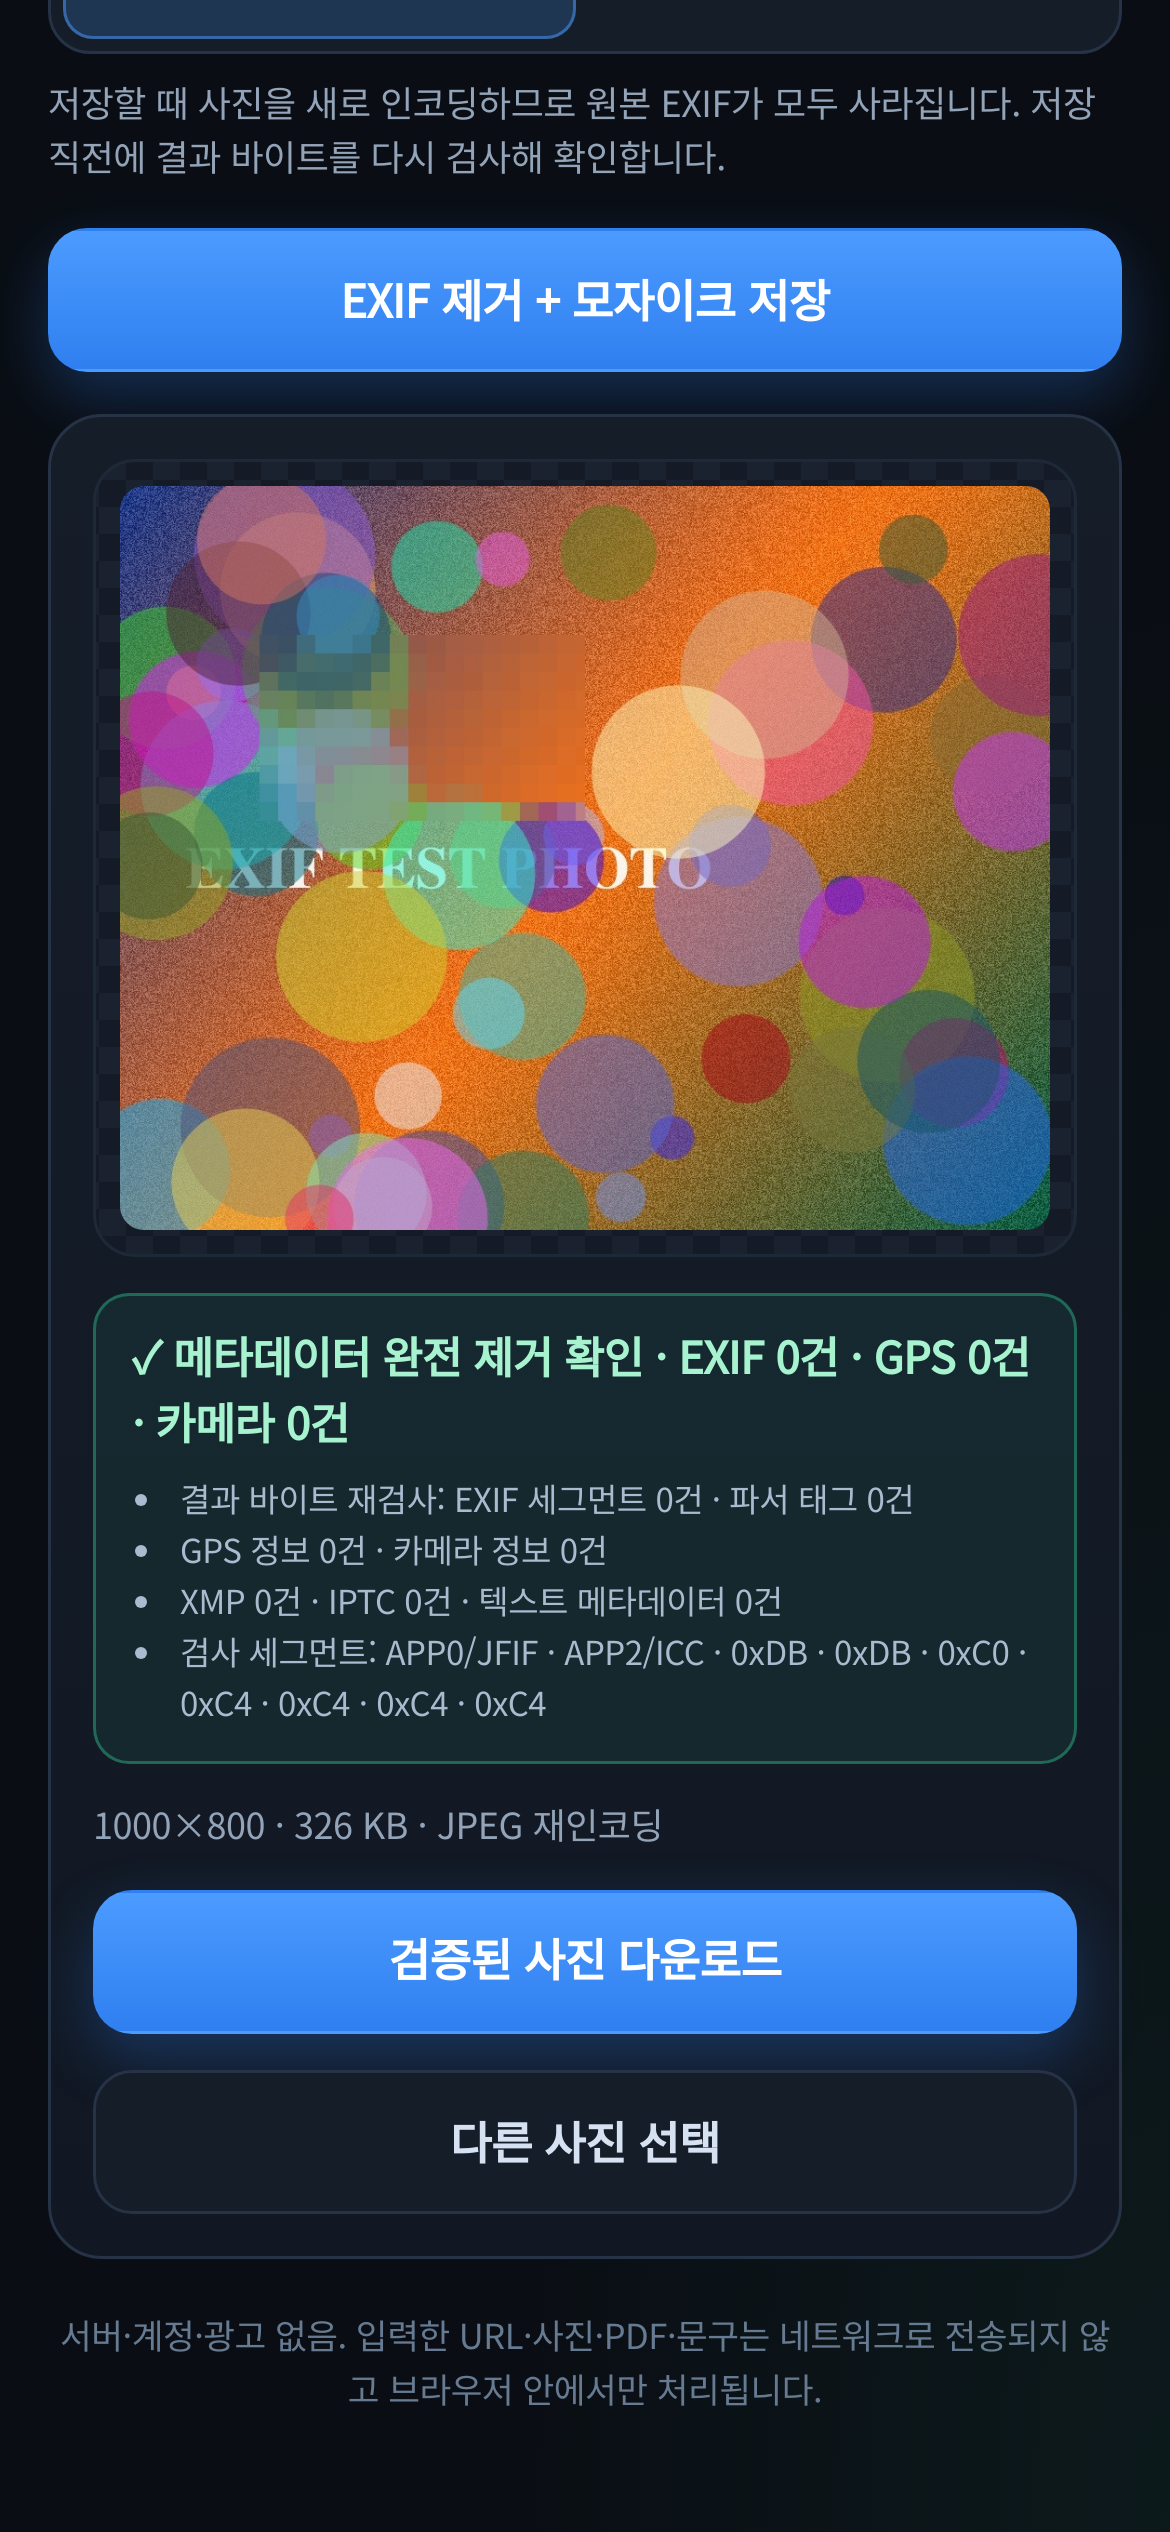 저장할 때 사진을 새로 인코딩하므로 원본 EXIF가 모두 사라집니다. 저장
직전에 결과 바이트를 다시 검사해 확인합니다.
EXIF 제거 + 모자이크 저장
EXIF TEST PHOTO
✓ 메타데이터 완전 제거 확인 · EXIF 0건 · GPS 0건
· 카메라 0건
• 결과 바이트 재검사: EXIF 세그먼트 0건 · 파서 태그 0건
• GPS 정보 0건 · 카메라 정보 0건
• XMP 0건 · IPTC 0건 · 텍스트 메타데이터 0건
• 검사 세그먼트: APP0/JFIF · APP2/ICC · 0xDB · 0xDB · 0xC0 ·
0xC4 · 0xC4 · 0xC4 · 0xC4
1000×800 · 326 KB · JPEG 재인코딩
검증된 사진 다운로드
다른 사진 선택
서버·계정·광고 없음. 입력한 URL·사진·PDF·문구는 네트워크로 전송되지 않
고 브라우저 안에서만 처리됩니다.